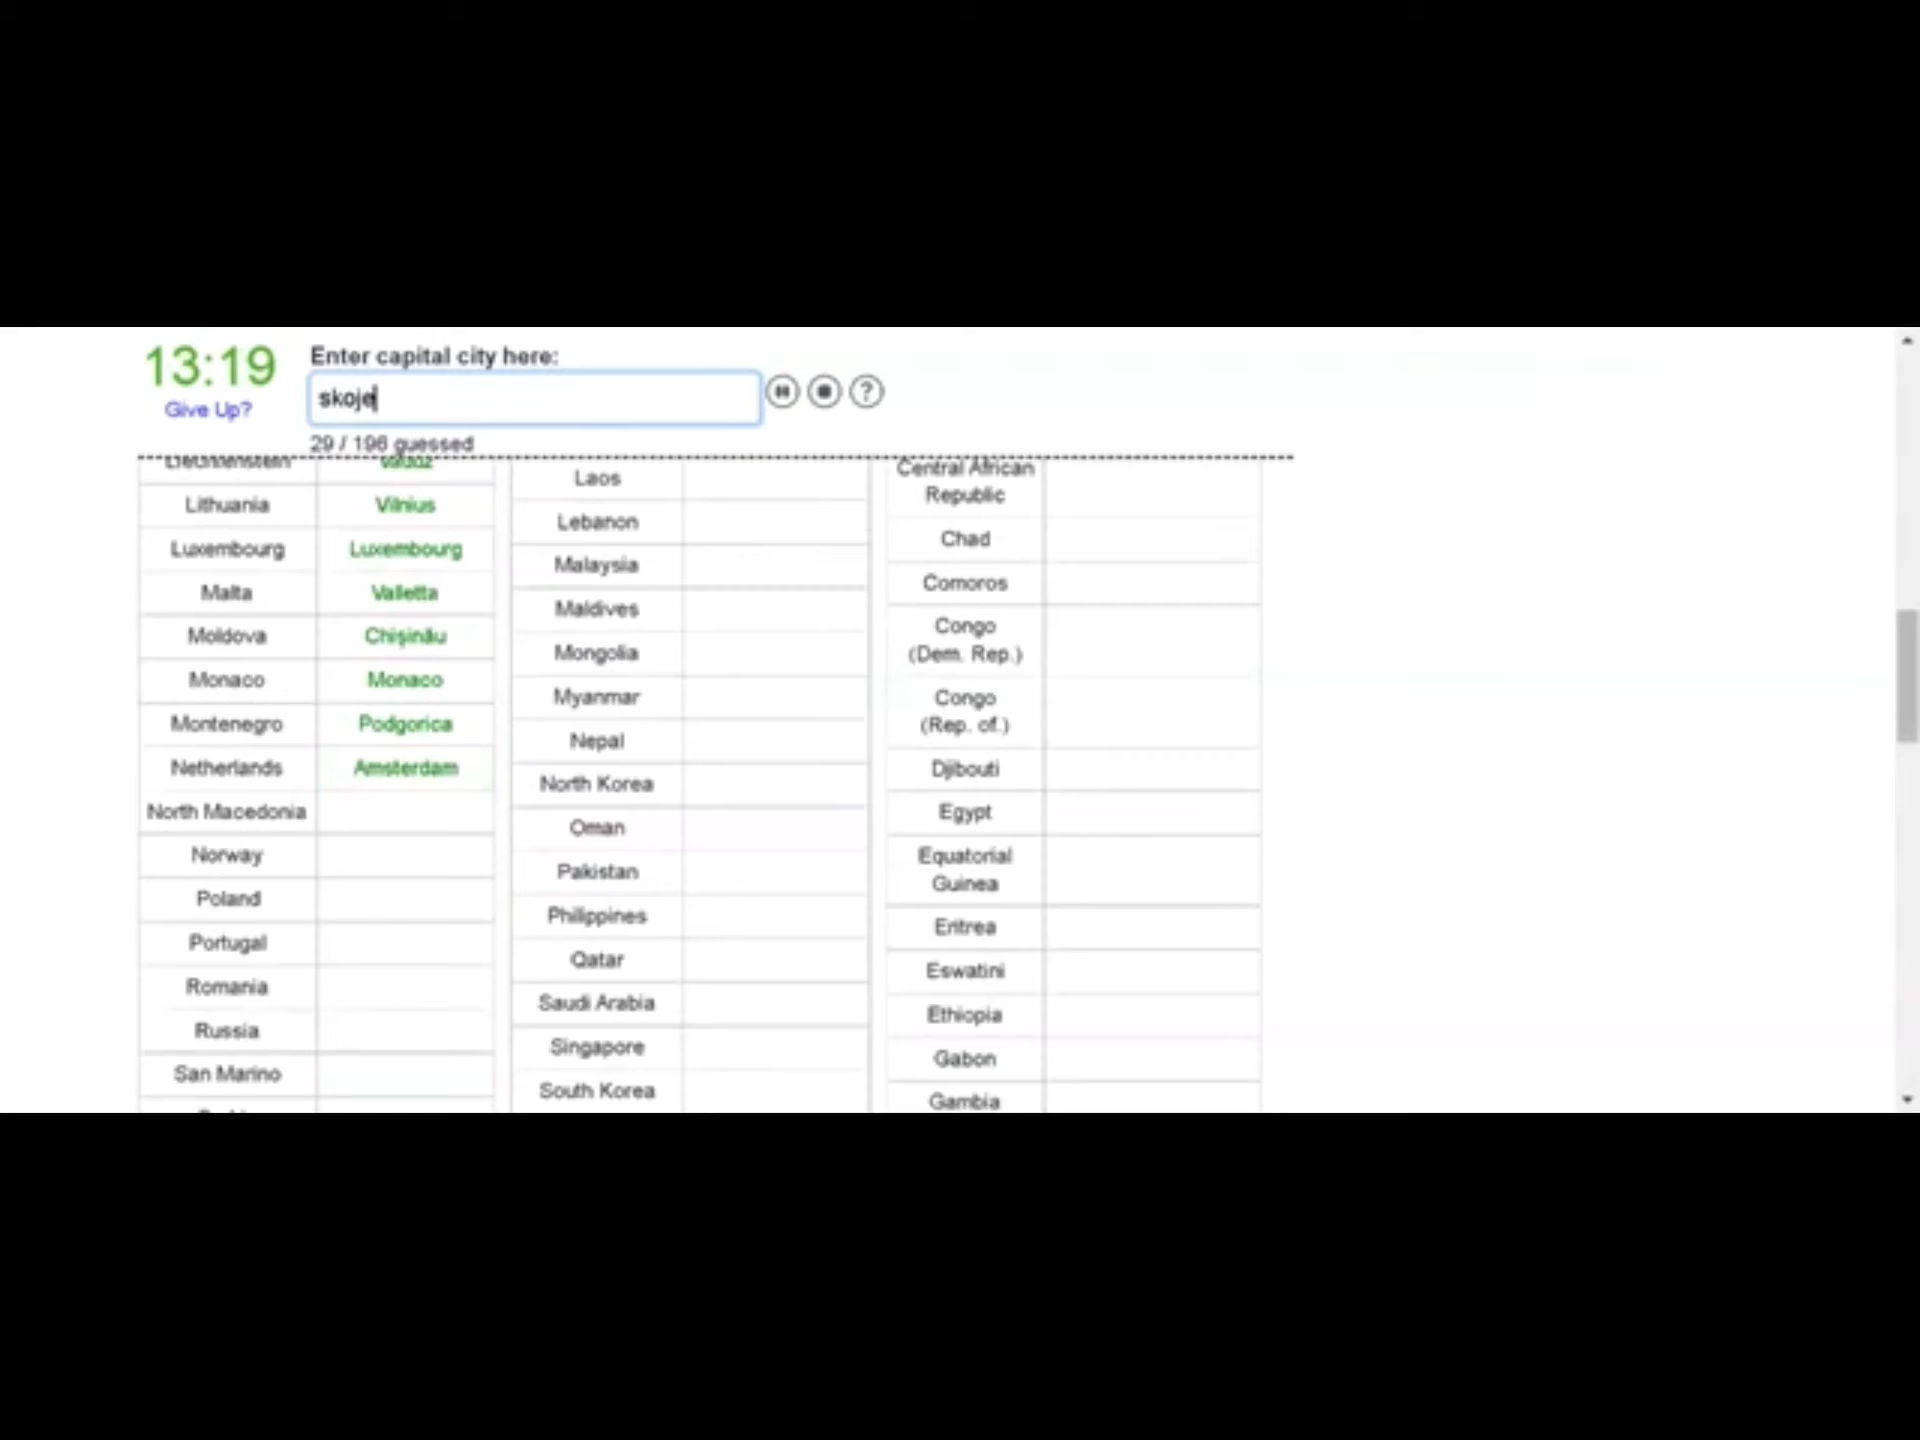 13:19
Give Up?
Enter capital city here:
skoje
29 / 196 guessed
Liechtenstein Vaduz
Lithuania Vilnius
Luxembourg Luxembourg
Malta Valletta
Moldova Chişinău
Monaco Monaco
Montenegro Podgorica
Netherlands Amsterdam
North Macedonia
Norway
Poland
Portugal
Romania
Russia
San Marino
Laos
Lebanon
Malaysia
Maldives
Mongolia
Myanmar
Nepal
North Korea
Oman
Pakistan
Philippines
Qatar
Saudi Arabia
Singapore
South Korea
Central African
Republic
Chad
Comoros
Congo
(Dem. Rep.)
Congo
(Rep. of.)
Djibouti
Egypt
Equatorial
Guinea
Eritrea
Eswatini
Ethiopia
Gabon
Gambia